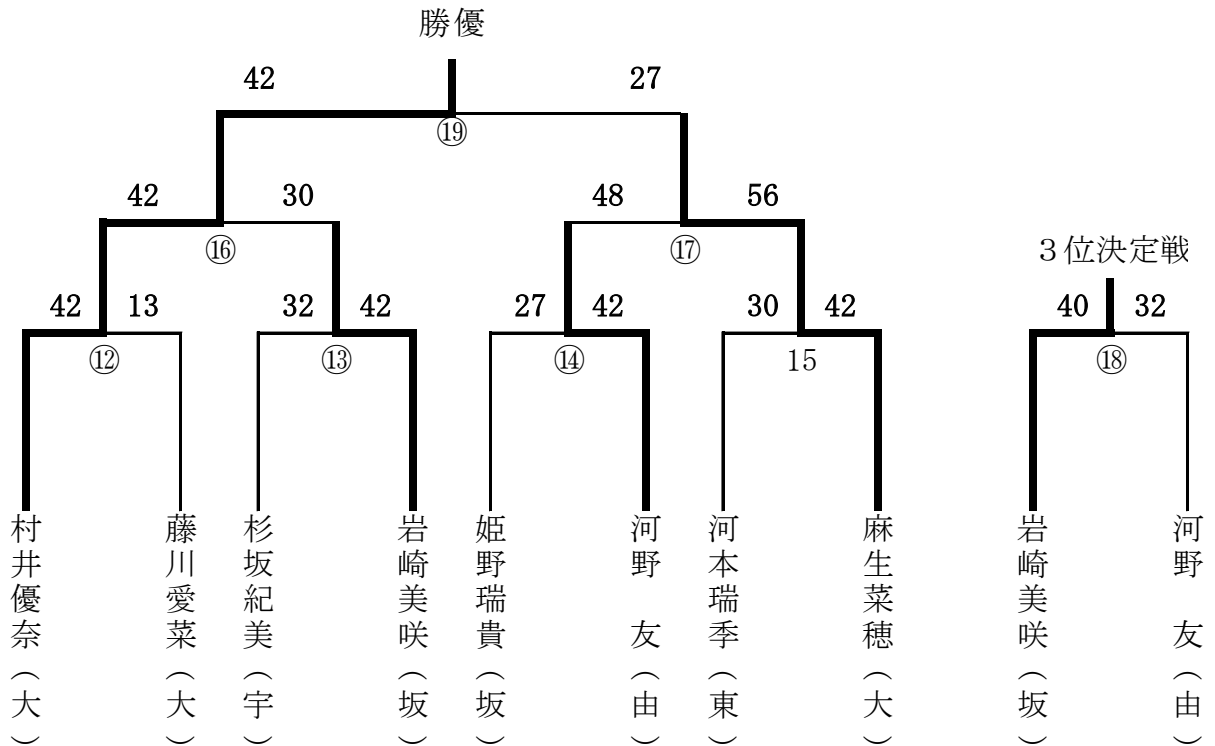 勝優
42 27
⑲
42 30 48 56
⑯ ⑰
３位決定戦
42 13 32 42 27 42 30 42 40 32
⑫ ⑬ ⑭ 15 ⑱
村井優奈（大）
藤川愛菜（大）
杉坂紀美（宇）
岩崎美咲（坂）
姫野瑞貴（坂）
河野　友（由）
河本瑞季（東）
麻生菜穂（大）
岩崎美咲（坂）
河野　友（由）